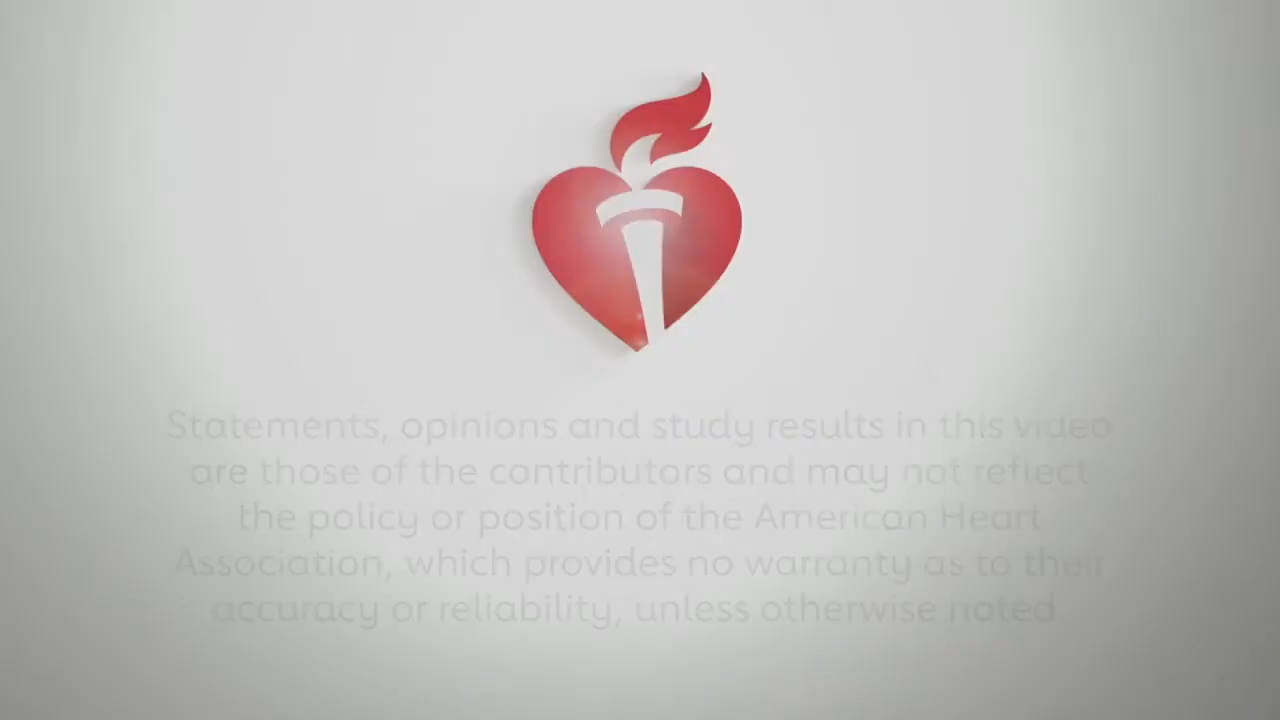 Statements, opinions and study results in this video
are those of the contributors and may not reflect
the policy or position of the American Heart
Association, which provides no warranty as to their
accuracy or reliability, unless otherwise noted